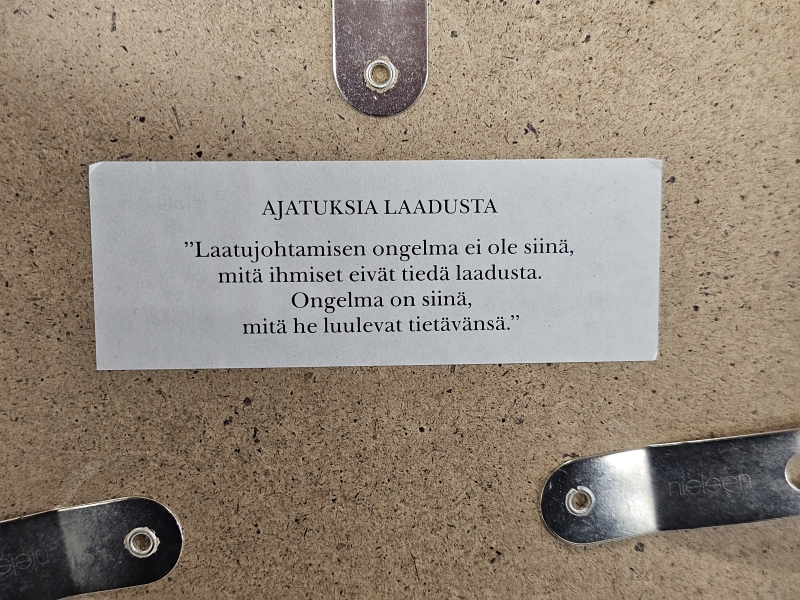 AJATUKSIA LAADUSTA
”Laatujohtamisen ongelma ei ole siinä,
mitä ihmiset eivät tiedä laadusta.
Ongelma on siinä,
mitä he luulevat tietävänsä.”
nielsen